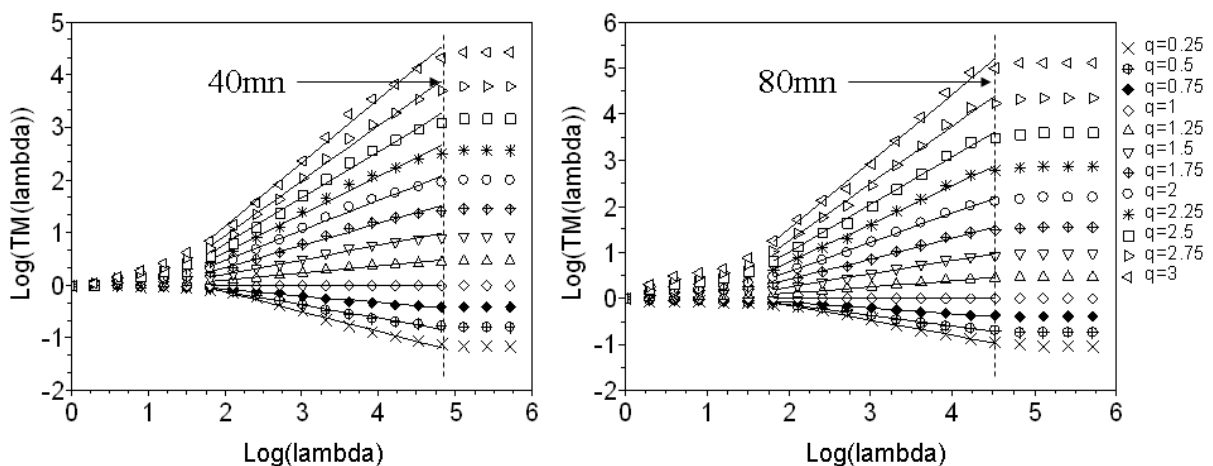 5
4
3
2
1
0
-1
-2
Log(TM(lambda))
40mn
0 1 2 3 4 5 6
Log(lambda)
6
5
4
3
2
1
0
-1
-2
Log(TM(lambda))
80mn
0 1 2 3 4 5 6
Log(lambda)
q=0.25
q=0.5
q=0.75
q=1
q=1.25
q=1.5
q=1.75
q=2
q=2.25
q=2.5
q=2.75
q=3